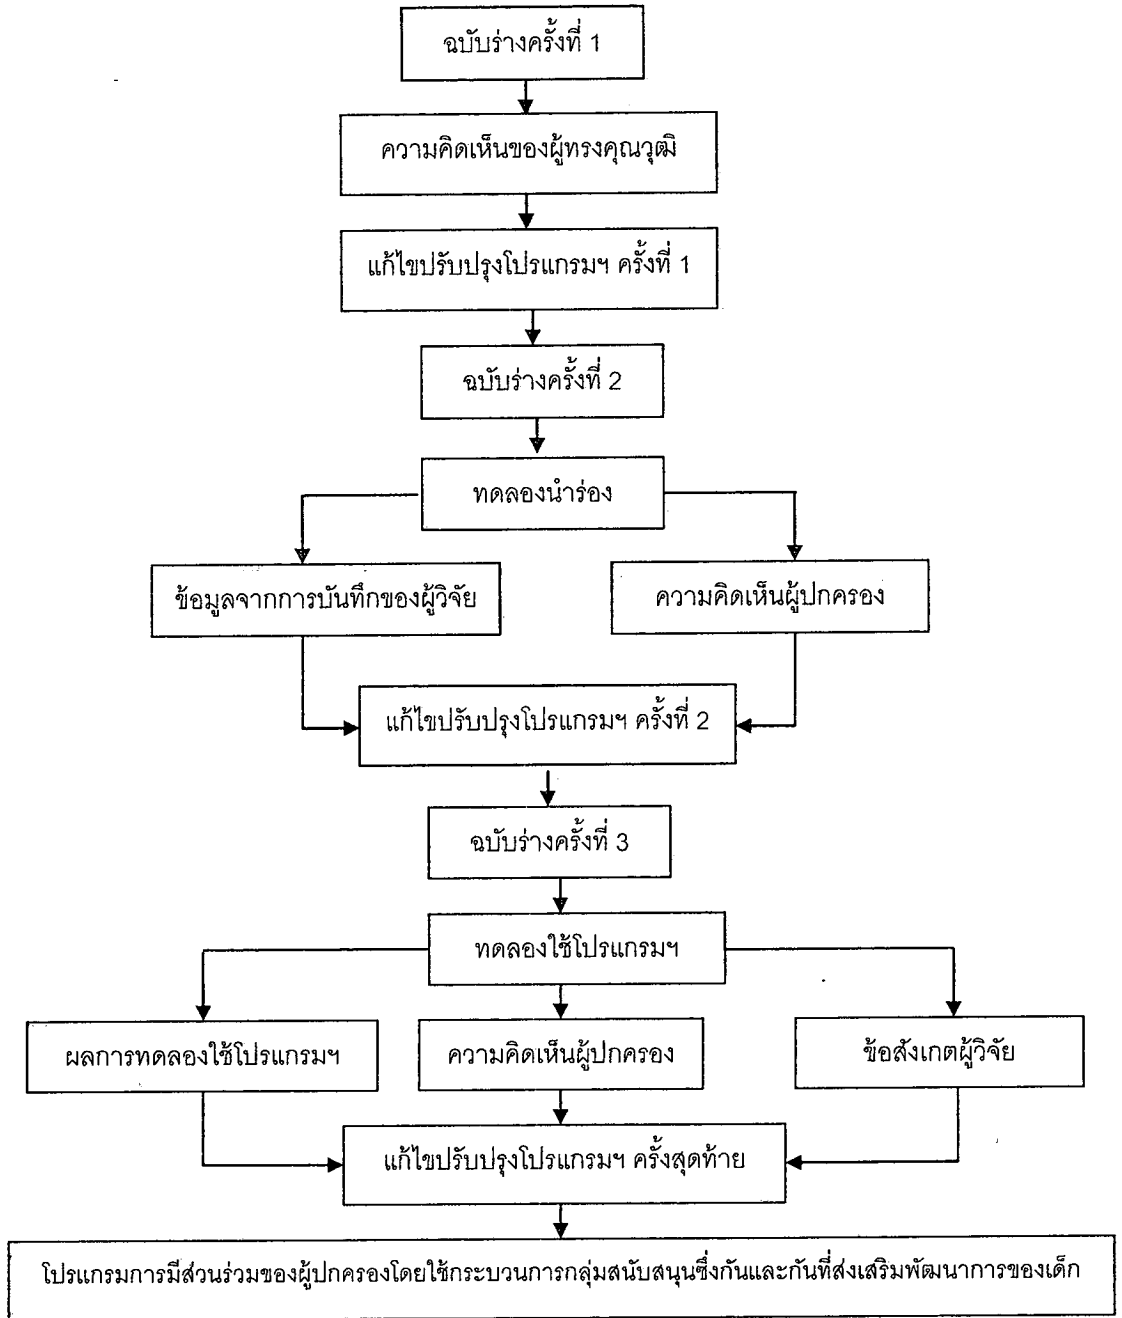 ฉบับร่างครั้งที่ 1
ความคิดเห็นของผู้ทรงคุณวุฒิ
แก้ไขปรับปรุงโปรแกรมฯ ครั้งที่ 1
ฉบับร่างครั้งที่ 2
ทดลองนำร่อง
ข้อมูลจากการบันทึกของผู้วิจัย
ความคิดเห็นผู้ปกครอง
แก้ไขปรับปรุงโปรแกรมฯ ครั้งที่ 2
ฉบับร่างครั้งที่ 3
ทดลองใช้โปรแกรมฯ
ผลการทดลองใช้โปรแกรมฯ
ความคิดเห็นผู้ปกครอง
ข้อสังเกตผู้วิจัย
แก้ไขปรับปรุงโปรแกรมฯ ครั้งสุดท้าย
โปรแกรมการมีส่วนร่วมของผู้ปกครองโดยใช้กระบวนการกลุ่มสนับสนุนซึ่งกันและกันที่ส่งเสริมพัฒนาการของเด็ก